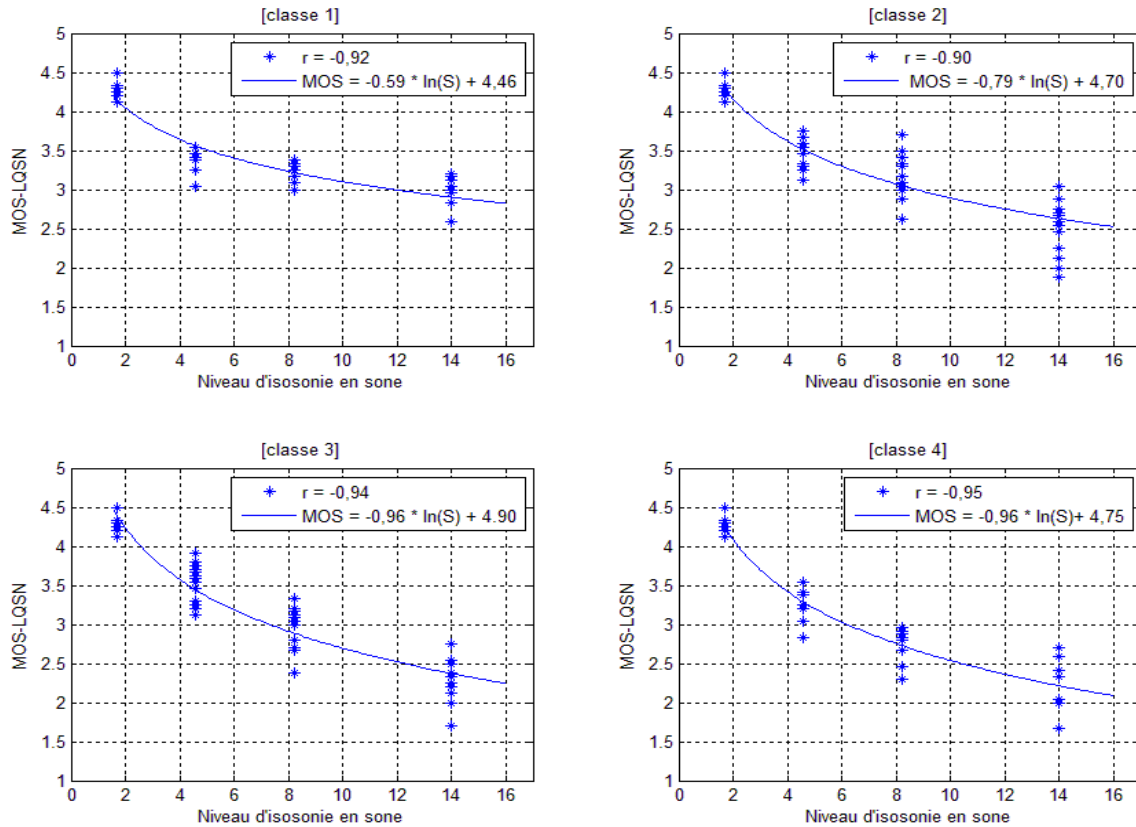 [classe 1]
r = -0,92
MOS = -0.59 * ln(S) + 4,46
MOS-LQSN
5
4.5
4
3.5
3
2.5
2
1.5
1
0 2 4 6 8 10 12 14 16
Niveau d'isosonie en sone
[classe 2]
r = -0.90
MOS = -0,79 * ln(S) + 4,70
MOS-LQSN
5
4.5
4
3.5
3
2.5
2
1.5
1
0 2 4 6 8 10 12 14 16
Niveau d'isosonie en sone
[classe 3]
r = -0,94
MOS = -0,96 * ln(S) + 4.90
MOS-LQSN
5
4.5
4
3.5
3
2.5
2
1.5
1
0 2 4 6 8 10 12 14 16
Niveau d'isosonie en sone
[classe 4]
r = -0,95
MOS = -0,96 * ln(S)+ 4,75
MOS-LQSN
5
4.5
4
3.5
3
2.5
2
1.5
1
0 2 4 6 8 10 12 14 16
Niveau d'isosonie en sone